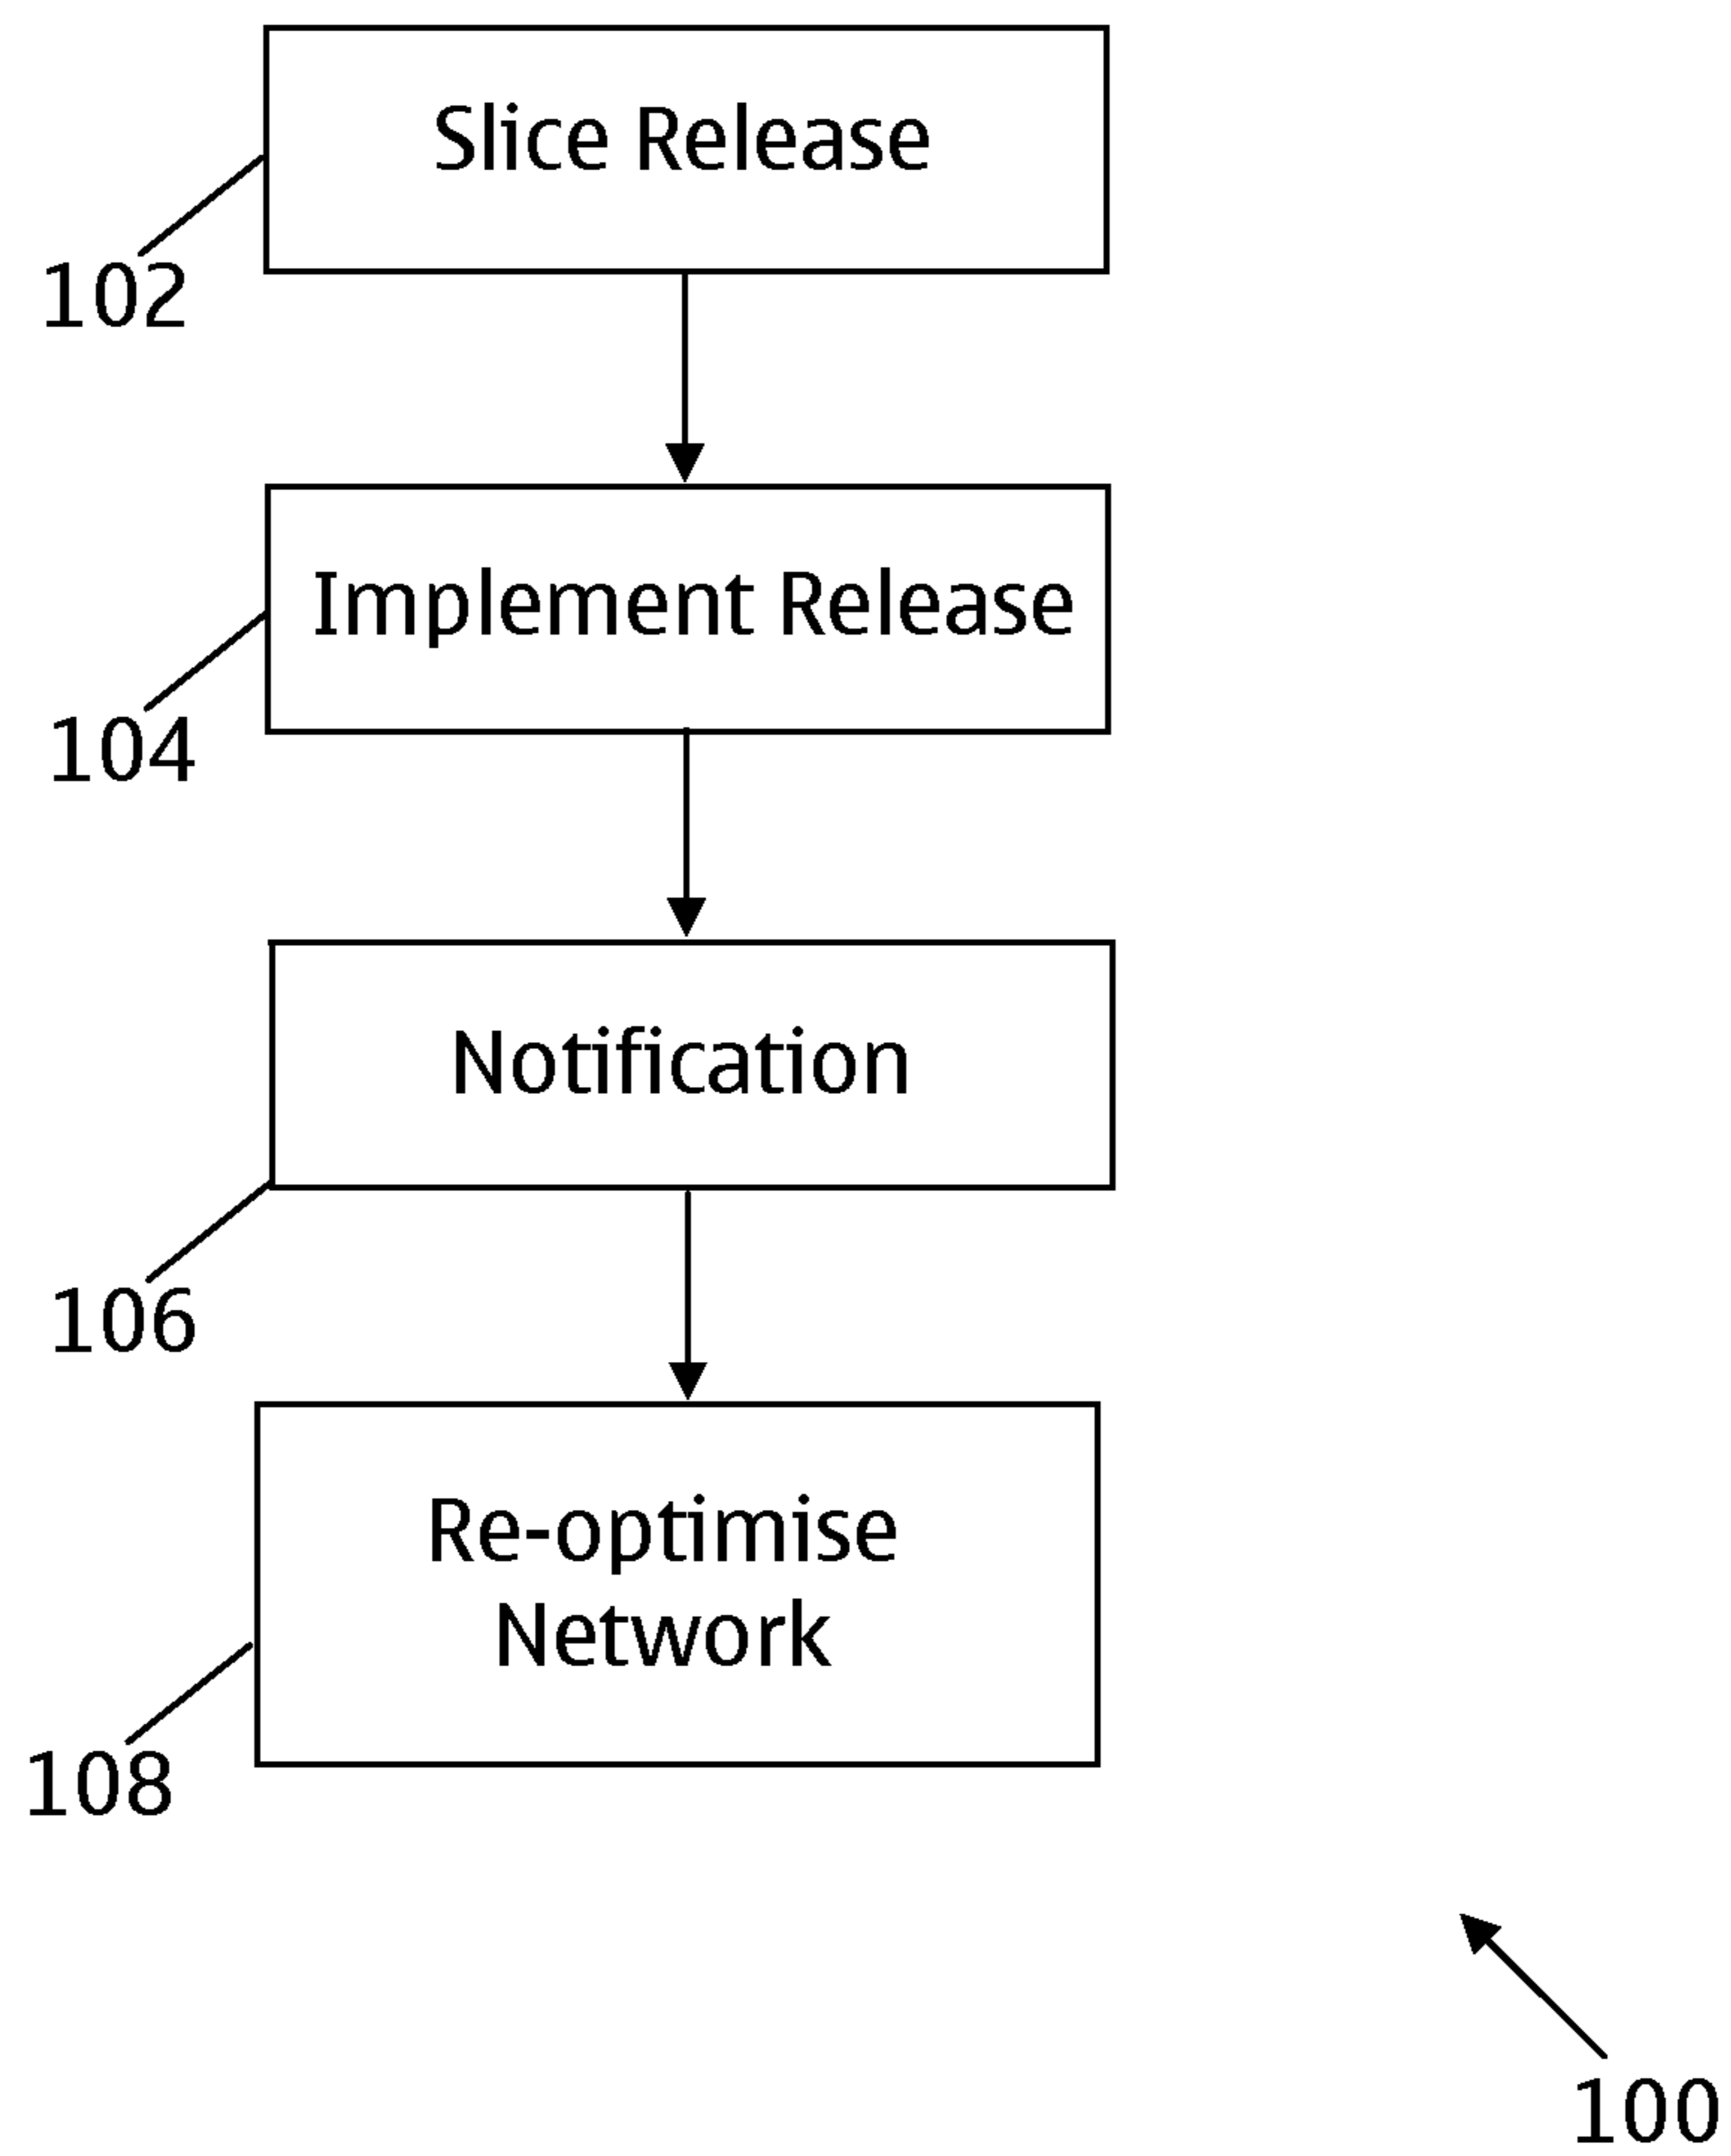 Slice Release
102
Implement Release
104
Notification
106
Re-optimise
Network
108
100